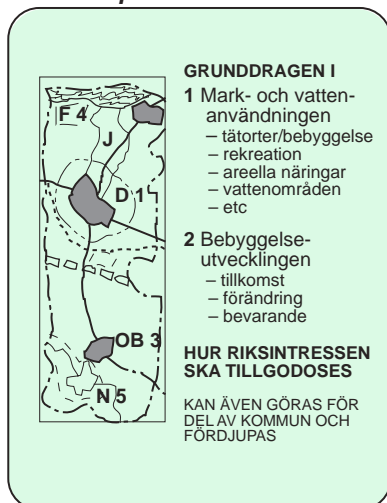 GRUNDDRAGEN I
1 Mark- och vatten-
användningen
– tätorter/bebyggelse
– rekreation
– areella näringar
– vattenområden
– etc
2 Bebyggelse-
utvecklingen
– tillkomst
– förändring
– bevarande
HUR RIKSINTRESSEN
SKA TILLGODOSES
KAN ÄVEN GÖRAS FÖR
DEL AV KOMMUN OCH
FÖRDJUPAS
F 4
J
D 1
OB 3
N 5